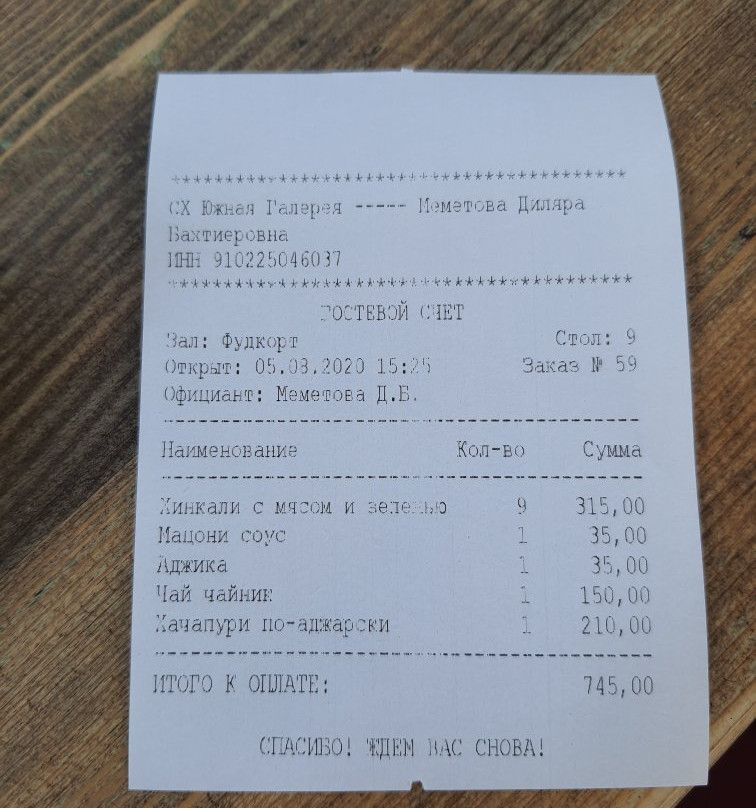 ****************************************
СХ Южная Галерея ----- Меметова Диляра
Бахтиеровна
ИНН 910225046037
****************************************
ГОСТЕВОЙ СЧЕТ
Зал: Фудкорт Стол: 9
Открыт: 05.08.2020 15:25 Заказ № 59
Официант: Меметова Д.Б.
Наименование Кол-во Сумма
Хинкали с мясом и зеленью 9 315,00
Мацони соус 1 35,00
Аджика 1 35,00
Чай чайник 1 150,00
Хачапури по-аджарски 1 210,00
ИТОГО К ОПЛАТЕ: 745,00
СПАСИБО! ЖДЕМ ВАС СНОВА!